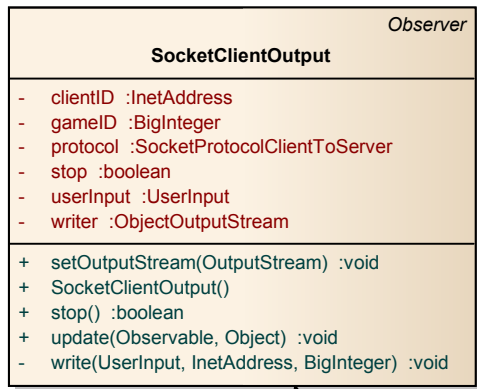 Observer
SocketClientOutput
- clientID :InetAddress
- gameID :BigInteger
- protocol :SocketProtocolClientToServer
- stop :boolean
- userInput :UserInput
- writer :ObjectOutputStream
+ setOutputStream(OutputStream) :void
+ SocketClientOutput()
+ stop() :boolean
+ update(Observable, Object) :void
- write(UserInput, InetAddress, BigInteger) :void